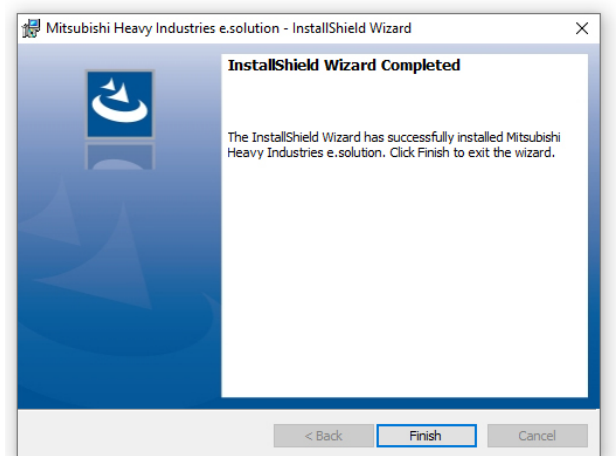 Mitsubishi Heavy Industries e.solution - InstallShield Wizard
InstallShield Wizard Completed
The InstallShield Wizard has successfully installed Mitsubishi
Heavy Industries e.solution. Click Finish to exit the wizard.
< Back Finish Cancel